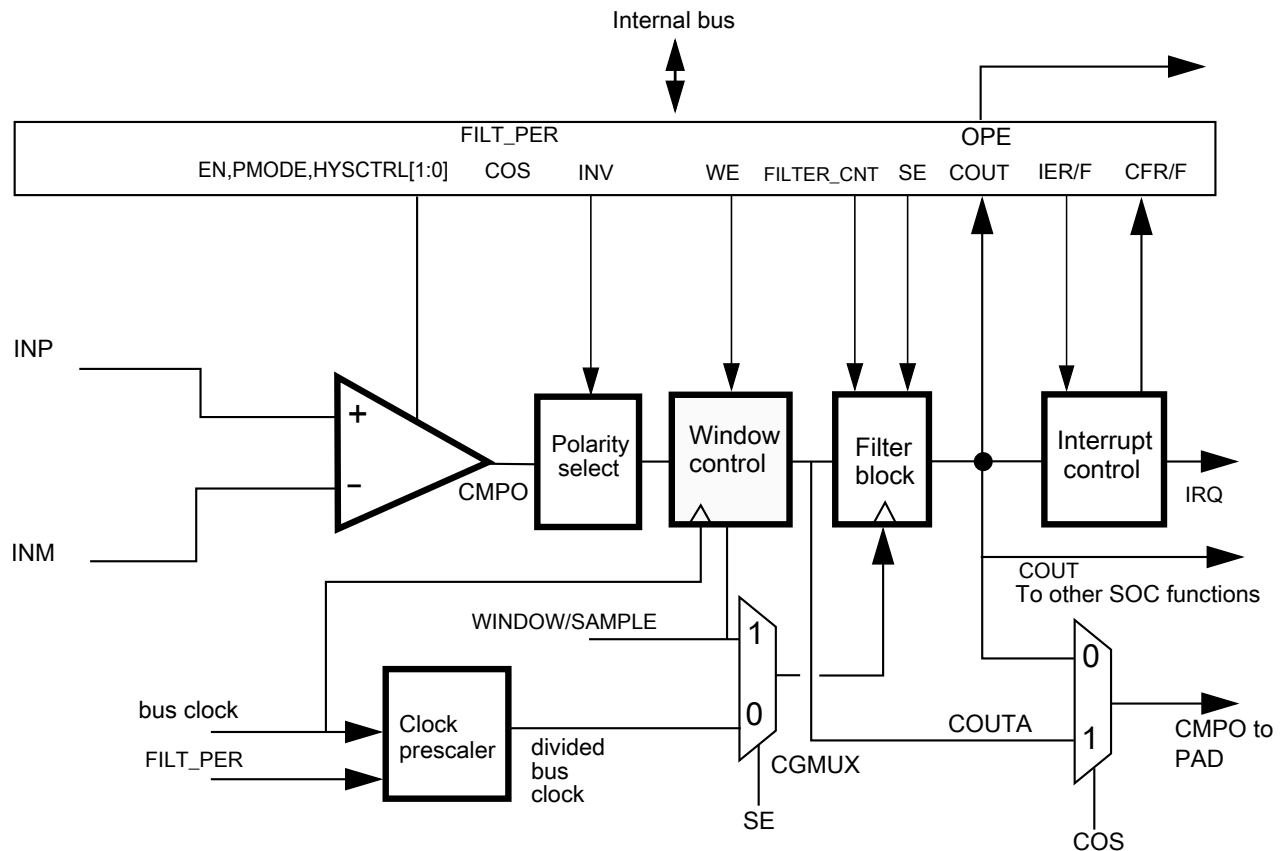 Internal bus
FILT_PER
OPE
EN,PMODE,HYSCTRL[1:0]
COS
INV
WE
FILTER_CNT
SE
COUT
IER/F
CFR/F
INP
+
Polarity
select
Window
control
Filter
block
Interrupt
control
−
CMPO
IRQ
INM
COUT
To other SOC functions
WINDOW/SAMPLE
1
0
0
bus clock
Clock
prescaler
COUTA
1
CMPO to
PAD
FILT_PER
divided
bus
clock
CGMUX
SE
COS